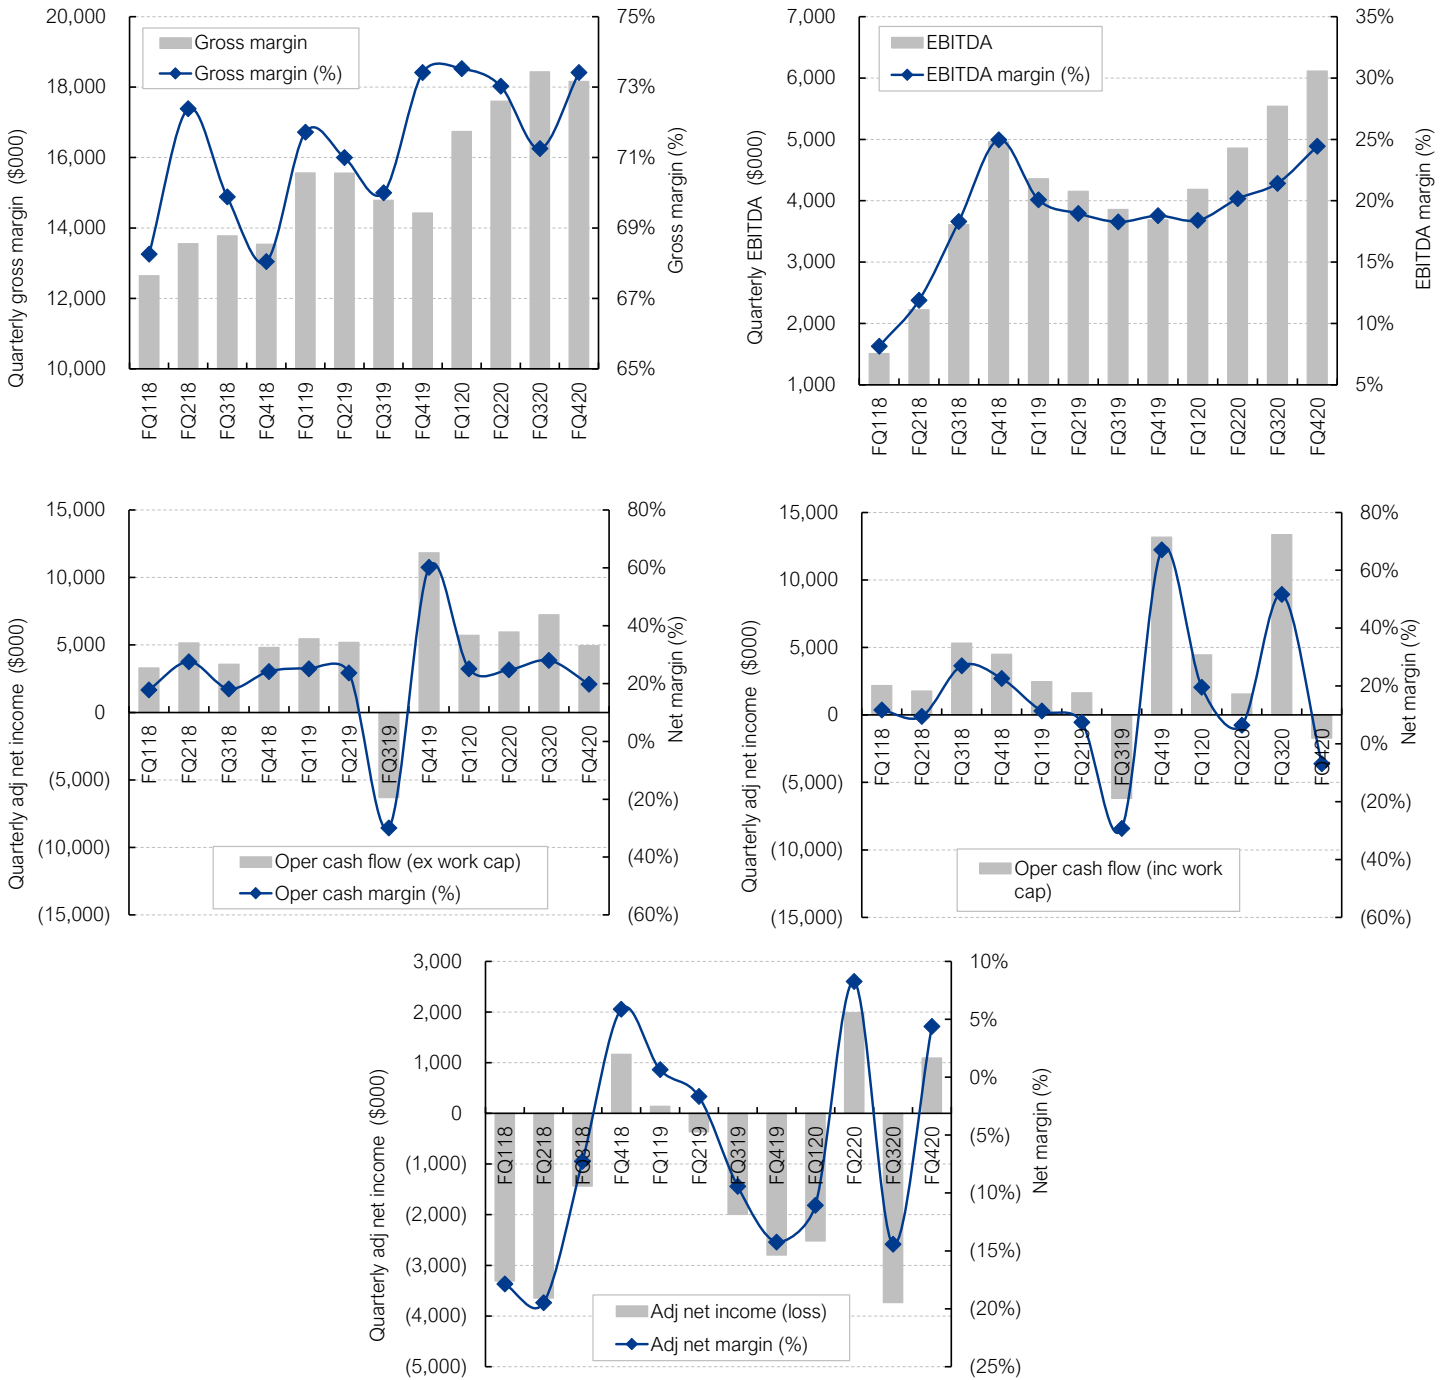 20,000
18,000
16,000
14,000
12,000
10,000
Quarterly gross margin ($000)
75%
73%
71%
69%
67%
65%
Gross margin (%)
Gross margin
Gross margin (%)
FQ118
FQ218
FQ318
FQ418
FQ119
FQ219
FQ319
FQ419
FQ120
FQ220
FQ320
FQ420
7,000
6,000
5,000
4,000
3,000
2,000
1,000
Quarterly EBITDA ($000)
35%
30%
25%
20%
15%
10%
5%
EBITDA margin (%)
EBITDA
EBITDA margin (%)
FQ118
FQ218
FQ318
FQ418
FQ119
FQ219
FQ319
FQ419
FQ120
FQ220
FQ320
FQ420
15,000
10,000
5,000
0
(5,000)
(10,000)
(15,000)
Quarterly adj net income ($000)
80%
60%
40%
20%
0%
(20%)
(40%)
(60%)
Net margin (%)
FQ118
FQ218
FQ318
FQ418
FQ119
FQ219
FQ319
FQ419
FQ120
FQ220
FQ320
FQ420
Oper cash flow (ex work cap)
Oper cash margin (%)
15,000
10,000
5,000
0
(5,000)
(10,000)
(15,000)
Quarterly adj net income ($000)
80%
60%
40%
20%
0%
(20%)
(40%)
(60%)
Net margin (%)
FQ118
FQ218
FQ318
FQ418
FQ119
FQ219
FQ319
FQ419
FQ120
FQ220
FQ320
FQ420
Oper cash flow (inc work
cap)
3,000
2,000
1,000
0
(1,000)
(2,000)
(3,000)
(4,000)
(5,000)
Quarterly adj net income ($000)
10%
5%
0%
(5%)
(10%)
(15%)
(20%)
(25%)
Net margin (%)
FQ118
FQ218
FQ318
FQ418
FQ119
FQ219
FQ319
FQ419
FQ120
FQ220
FQ320
FQ420
Adj net income (loss)
Adj net margin (%)